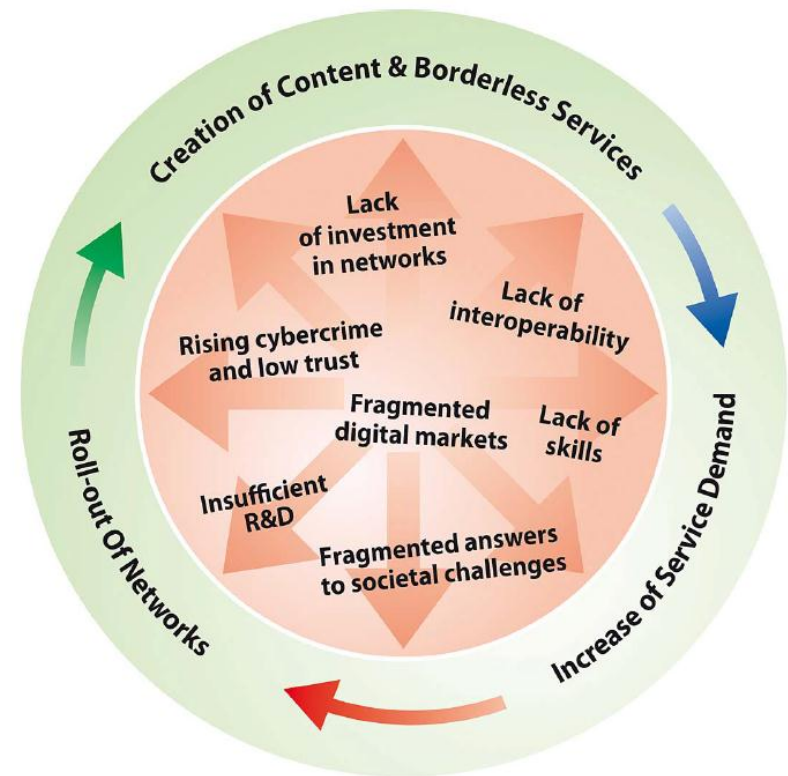 Creation of Content & Borderless Services
Lack
of investment
in networks
Lack of
interoperability
Rising cybercrime
and low trust
Fragmented
digital markets
Lack of
skills
Insufficient
R&D
Fragmented answers
to societal challenges
Increase of Service Demand
Roll-out Of Networks